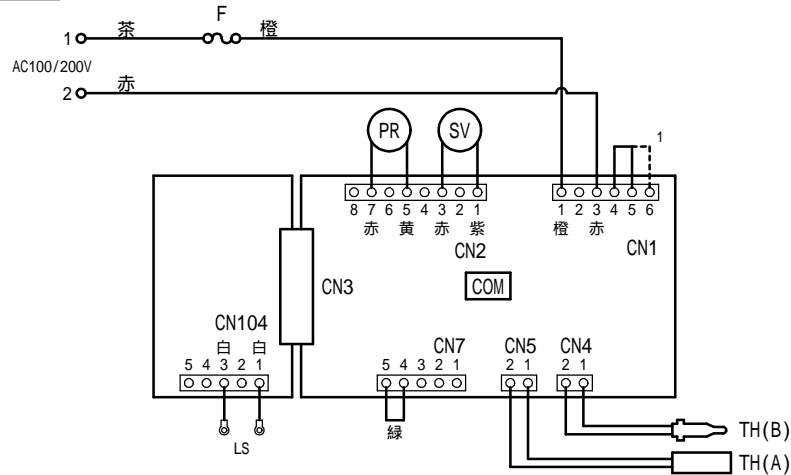 F
1 茶 橙
AC100/200V
2 赤
PR SV 1
8 7 6 5 4 3 2 1 1 2 3 4 5 6
赤 黄 赤 紫 橙 赤
CN2 CN1
CN3 COM
CN104
白 白
CN7 CN5 CN4
5 4 3 2 1 5 4 3 2 1 2 1 2 1
緑
LS
TH(B)
TH(A)